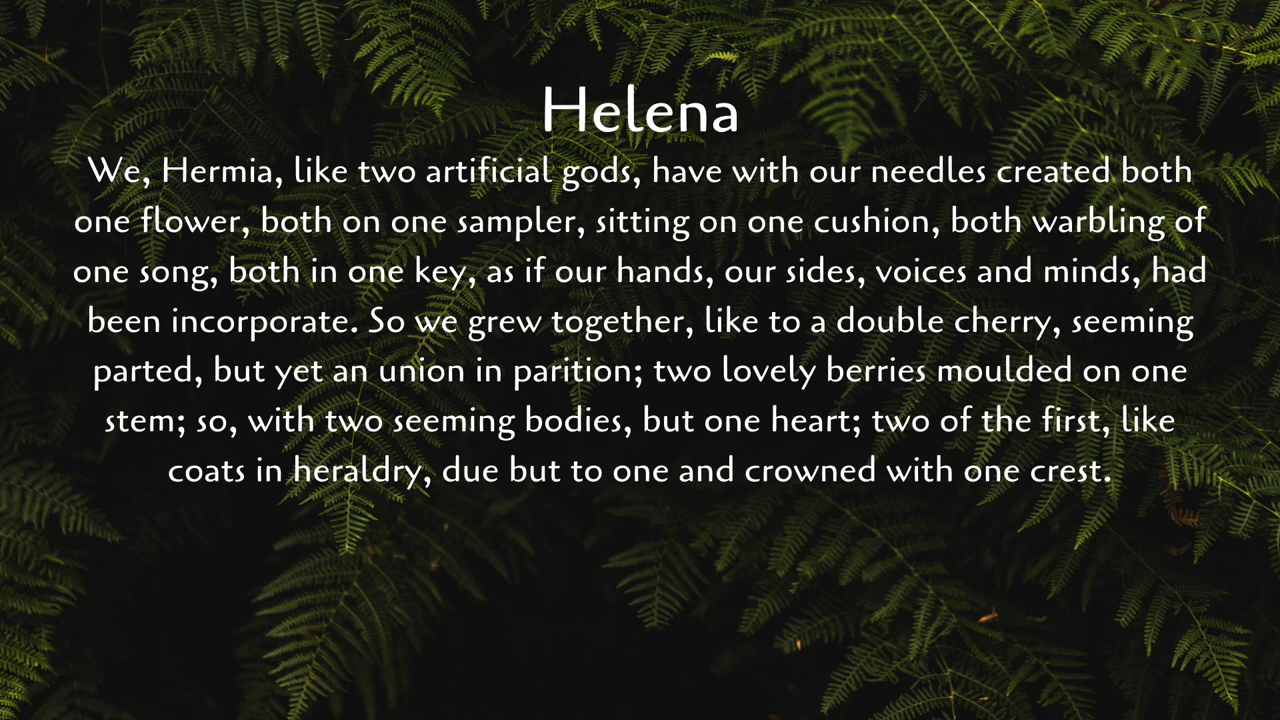 Helena
We, Hermia, like two artificial gods, have with our needles created both
one flower, both on one sampler, sitting on one cushion, both warbling of
one song, both in one key, as if our hands, our sides, voices and minds, had
been incorporate. So we grew together, like to a double cherry, seeming
parted, but yet an union in parition; two lovely berries moulded on one
stem; so, with two seeming bodies, but one heart; two of the first, like
coats in heraldry, due but to one and crowned with one crest.